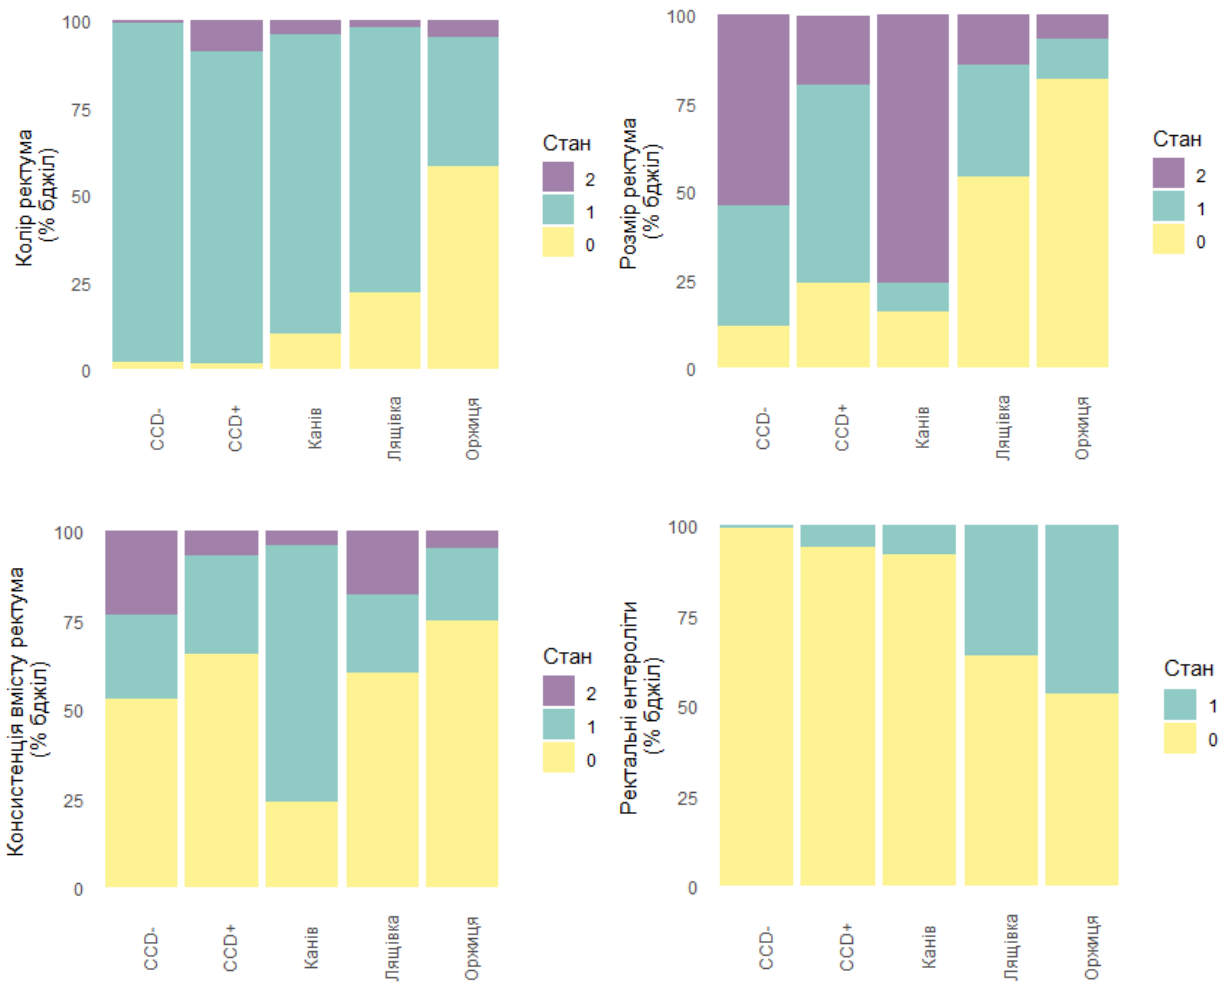 Колір ректума
(% бджіл)
100
75
50
25
0
CCD-
CCD+
Канів
Лящівка
Оржиця
Стан
2
1
0
Розмір ректума
(% бджіл)
100
75
50
25
0
CCD-
CCD+
Канів
Лящівка
Оржиця
Стан
2
1
0
Консистенція вмісту ректума
(% бджіл)
100
75
50
25
0
CCD-
CCD+
Канів
Лящівка
Оржиця
Стан
2
1
0
Ректальні ентероліти
(% бджіл)
100
75
50
25
0
CCD-
CCD+
Канів
Лящівка
Оржиця
Стан
1
0